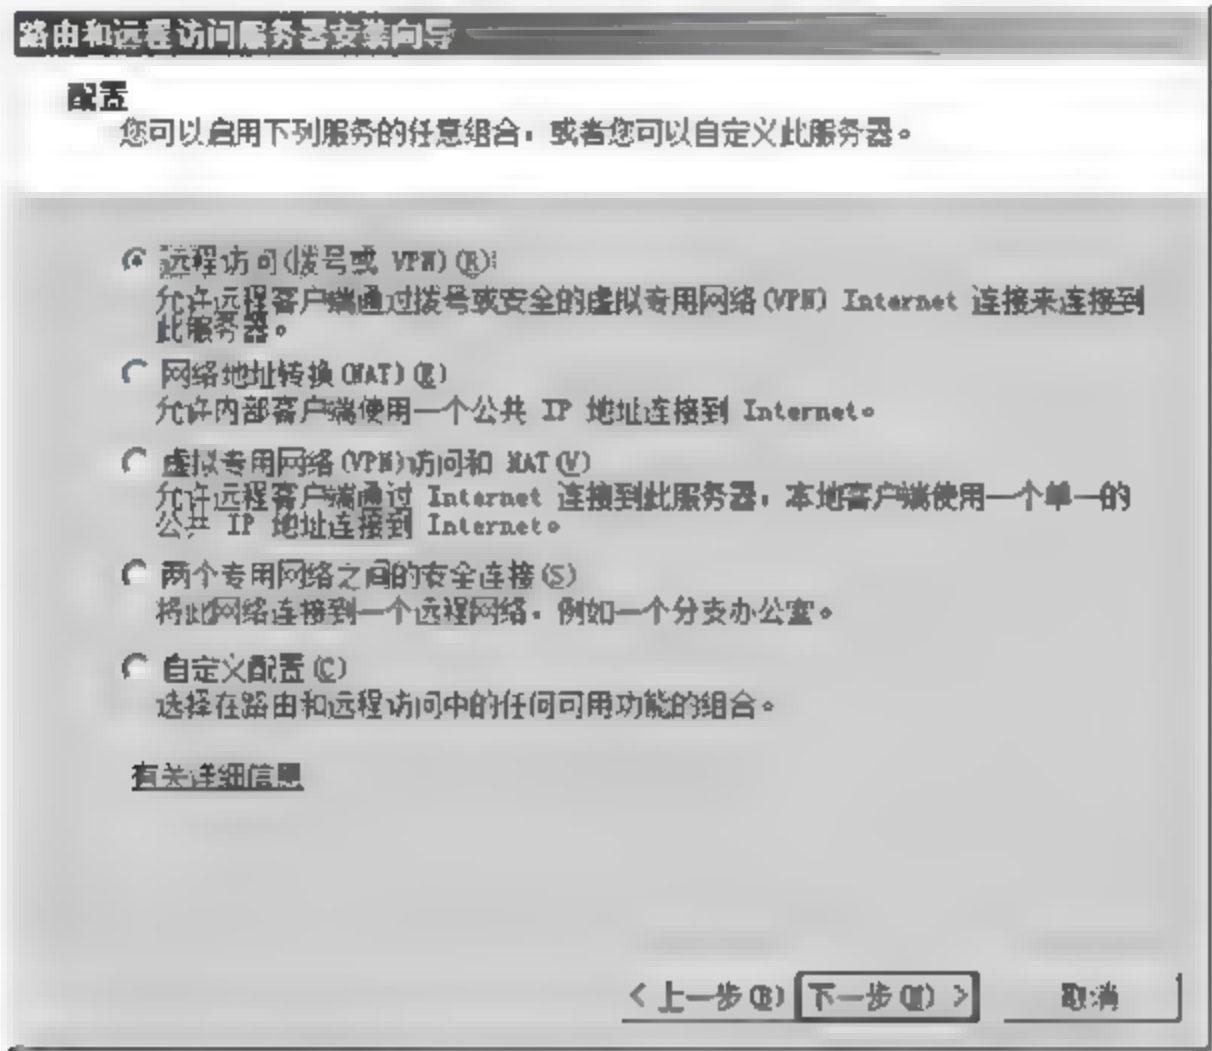 路由和远程访问服务器安装向导
配置
您可以启用下列服务的任意组合，或者您可以自定义此服务器。
远程访问(拨号或 VPN)(R)
允许远程客户端通过拨号或安全的虚拟专用网络(VPN) Internet 连接来连接到
此服务器。
网络地址转换(NAT)(E)
允许内部客户端使用一个公共 IP 地址连接到 Internet。
虚拟专用网络(VPN)访问和 NAT(V)
允许远程客户端通过 Internet 连接到此服务器，本地客户端使用一个单一的
公共 IP 地址连接到 Internet。
两个专用网络之间的安全连接(S)
将此网络连接到一个远程网络，例如一个分支办公室。
自定义配置(C)
选择在路由和远程访问中的任何可用功能的组合。
有关详细信息
< 上一步(B) 下一步(N) > 取消